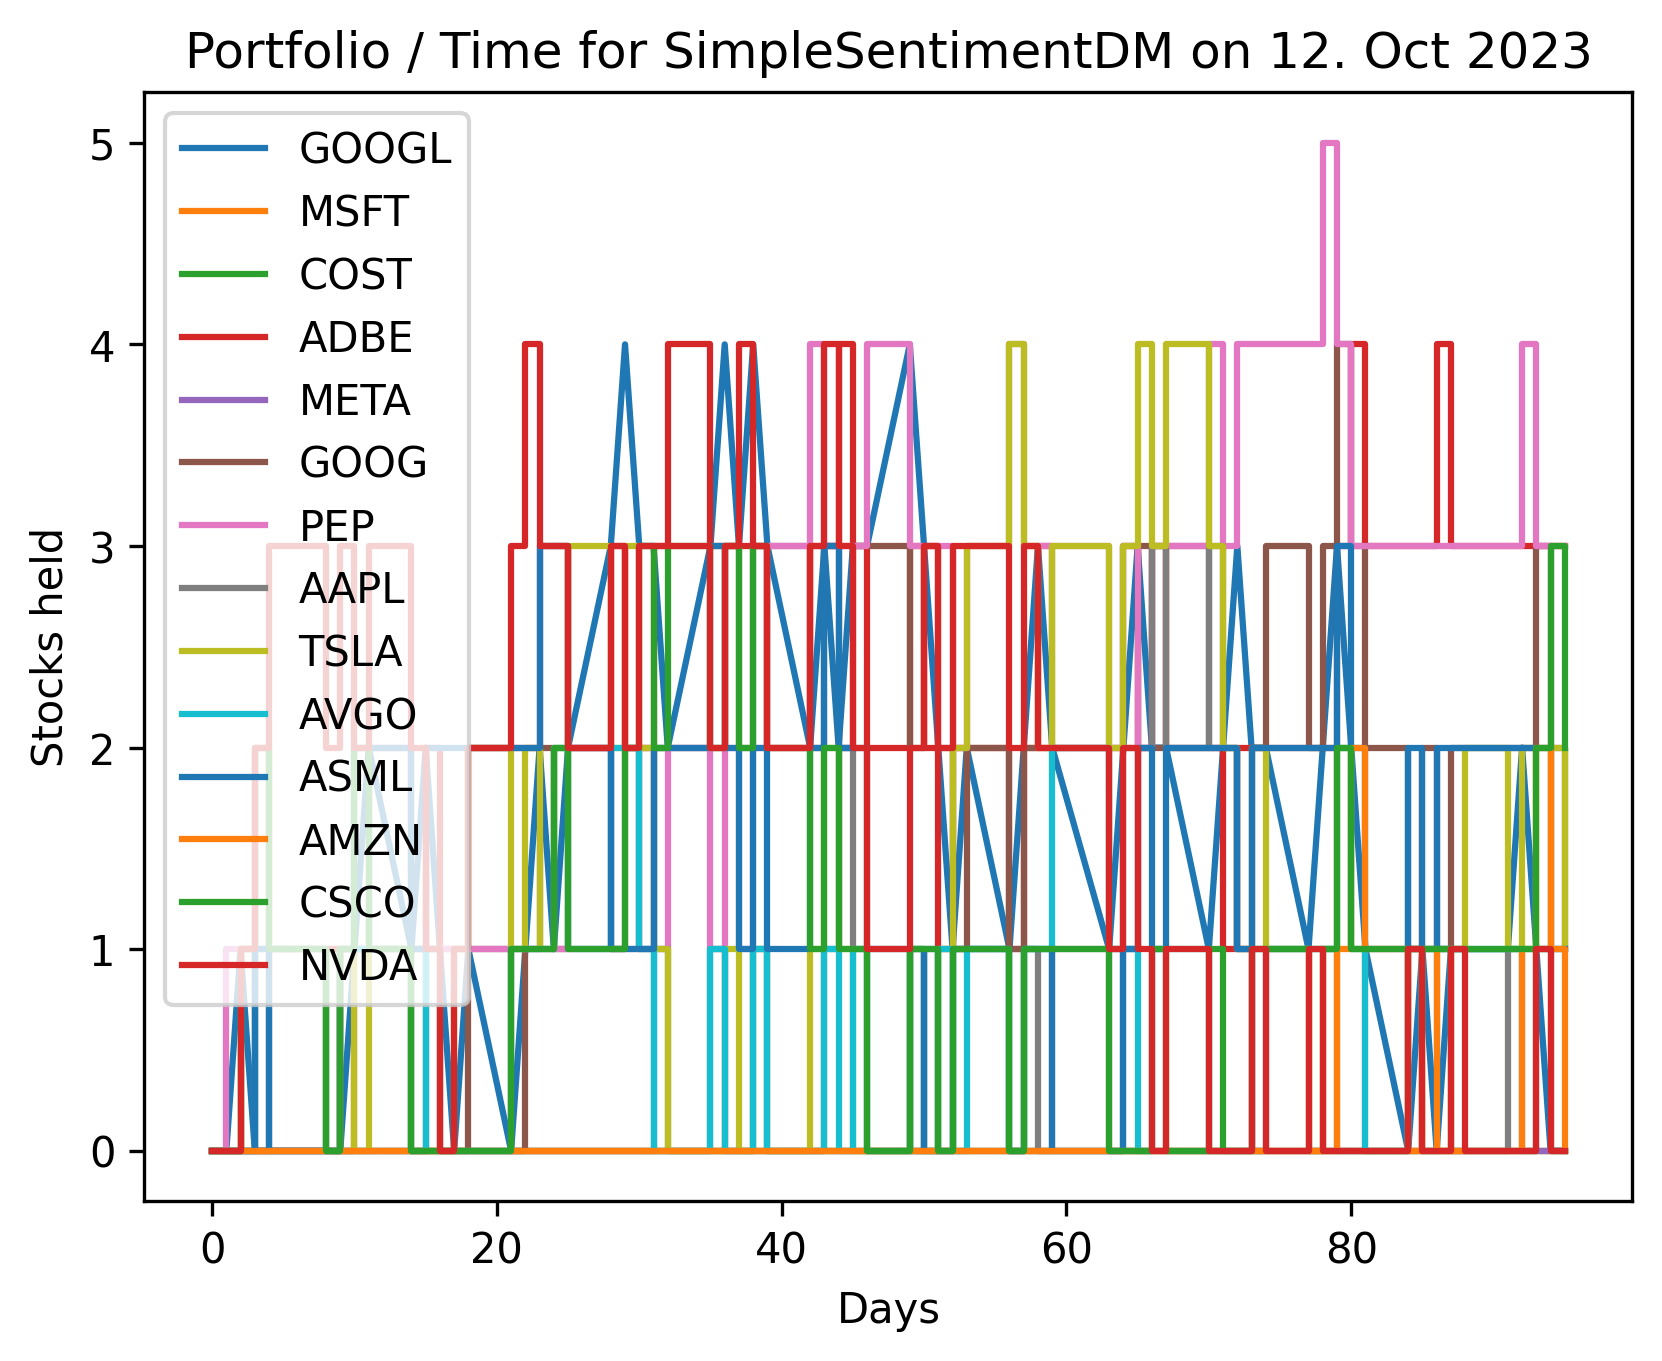 Portfolio / Time for SimpleSentimentDM on 12. Oct 2023
5
4
3
2
1
0
Stocks held
GOOGL
MSFT
COST
ADBE
META
GOOG
PEP
AAPL
TSLA
AVGO
ASML
AMZN
CSCO
NVDA
0 20 40 60 80
Days